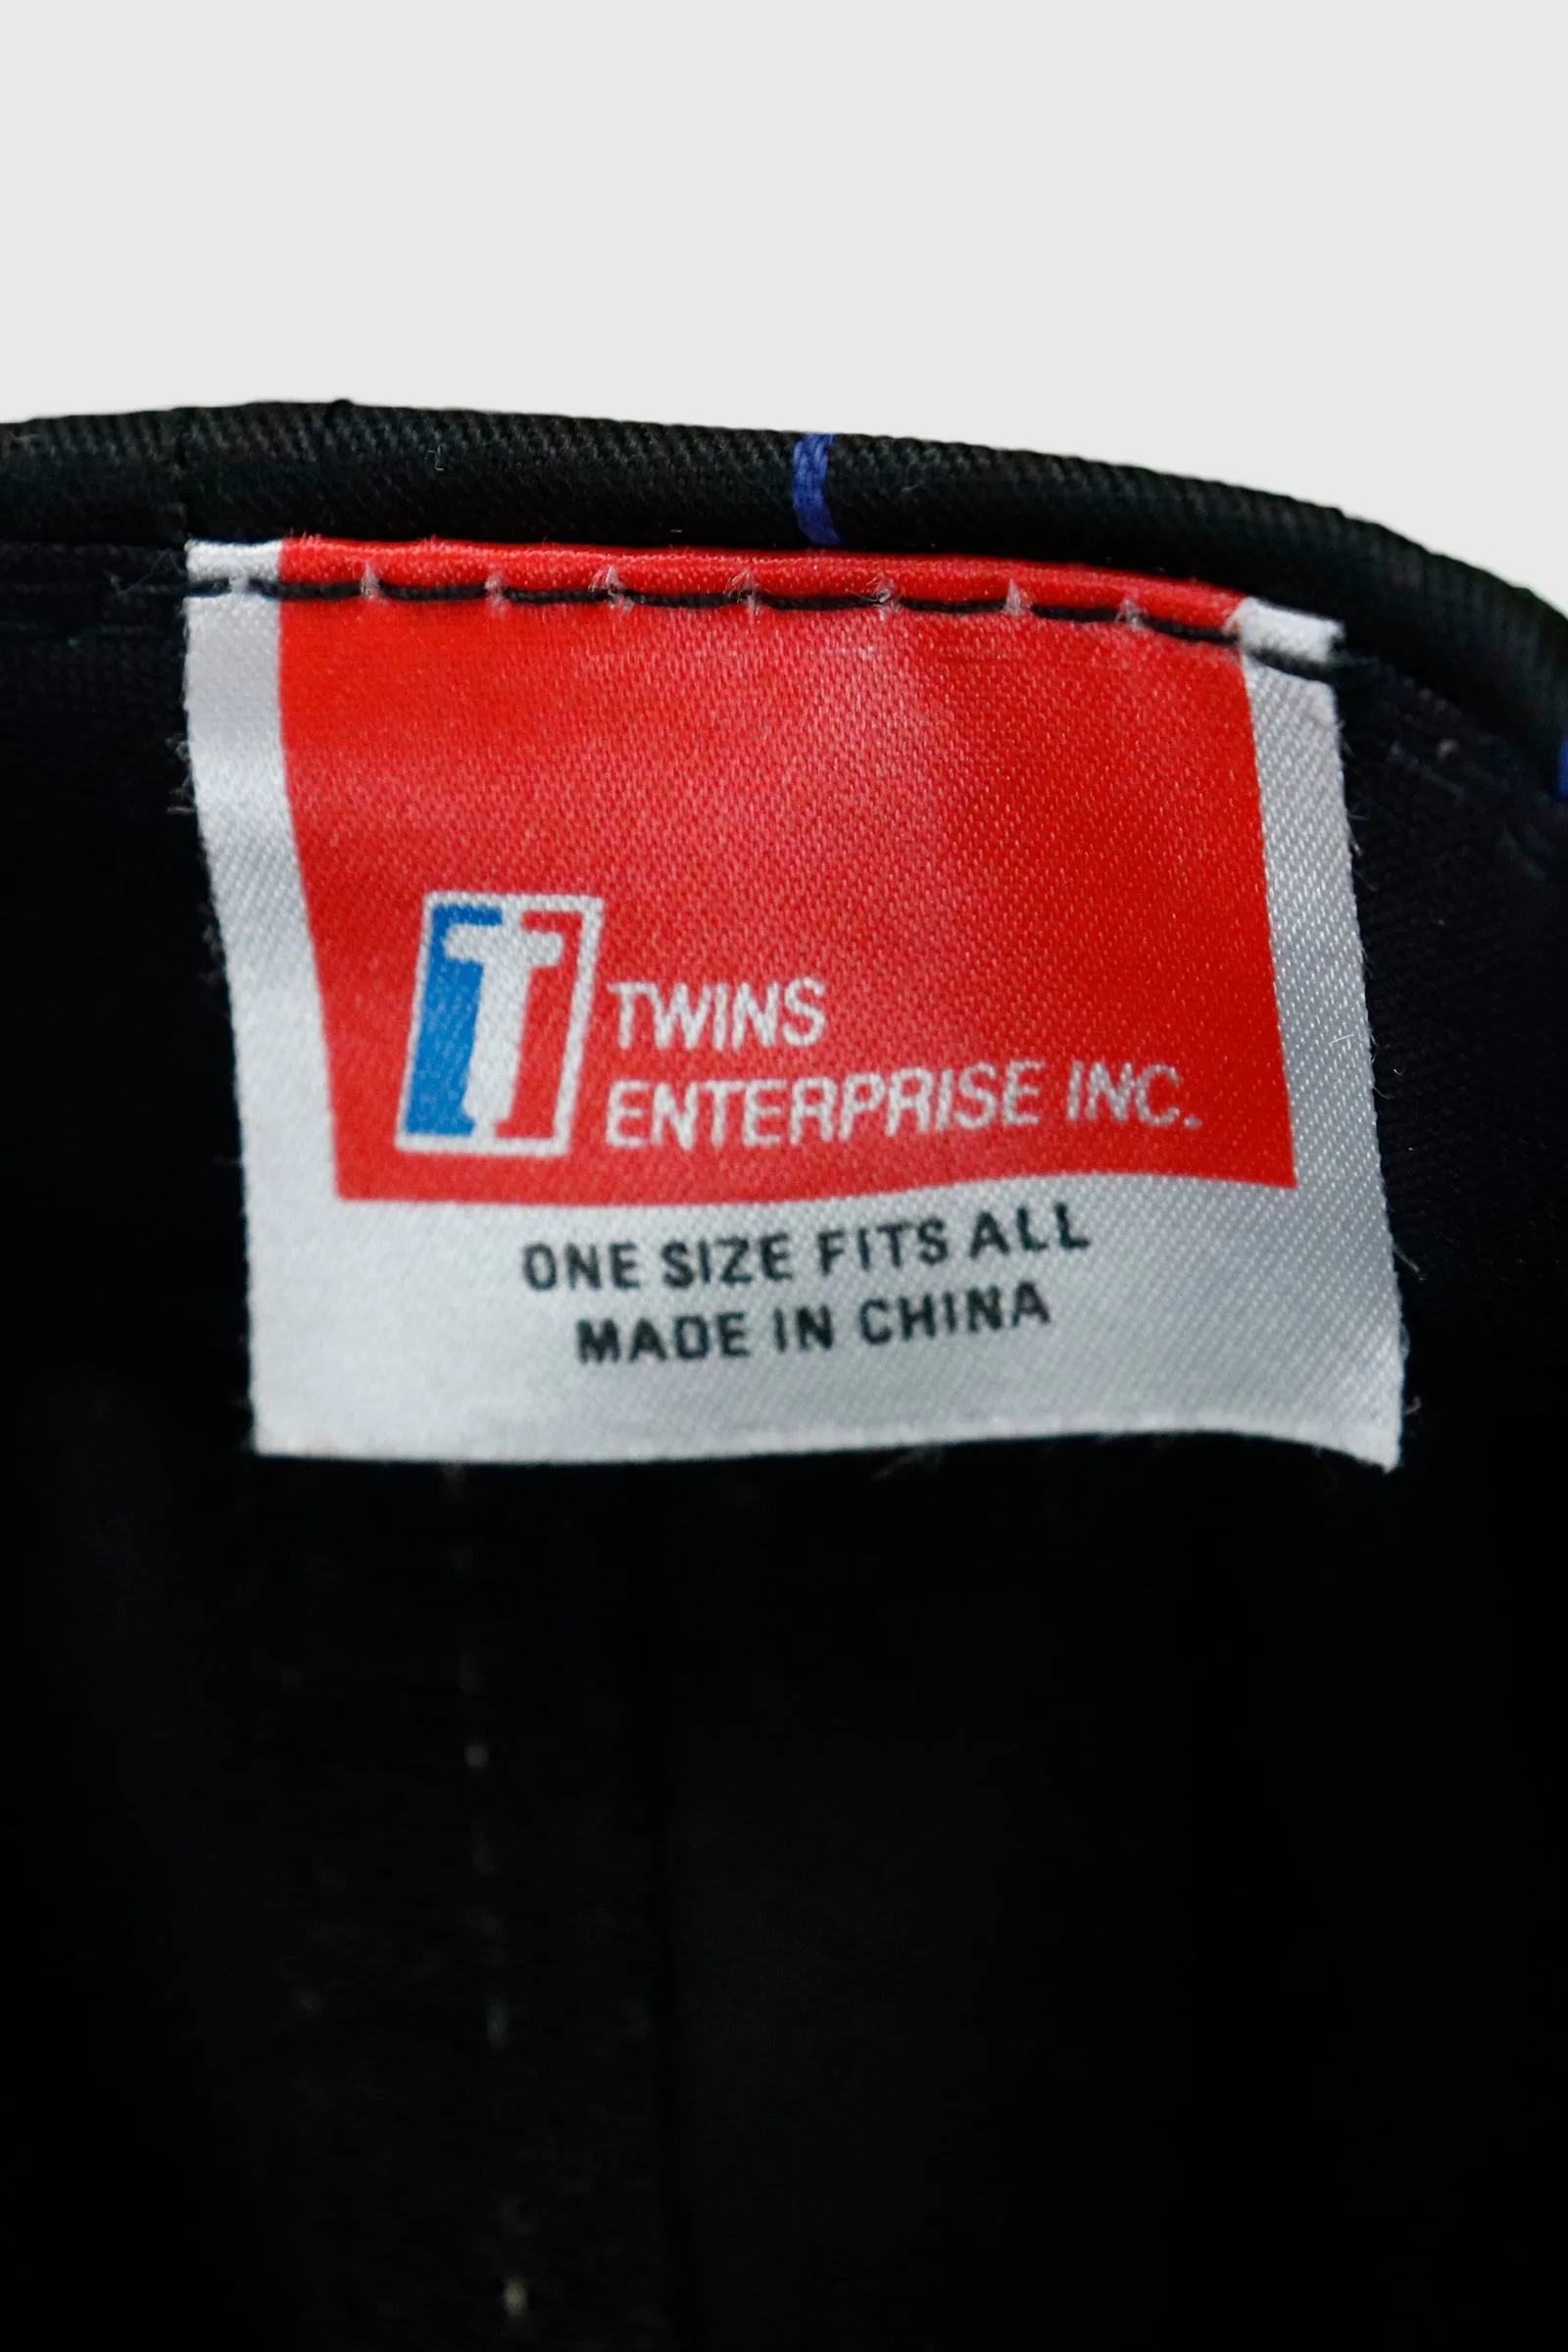 T TWINS
ENTERPRISE INC.
ONE SIZE FITS ALL
MADE IN CHINA